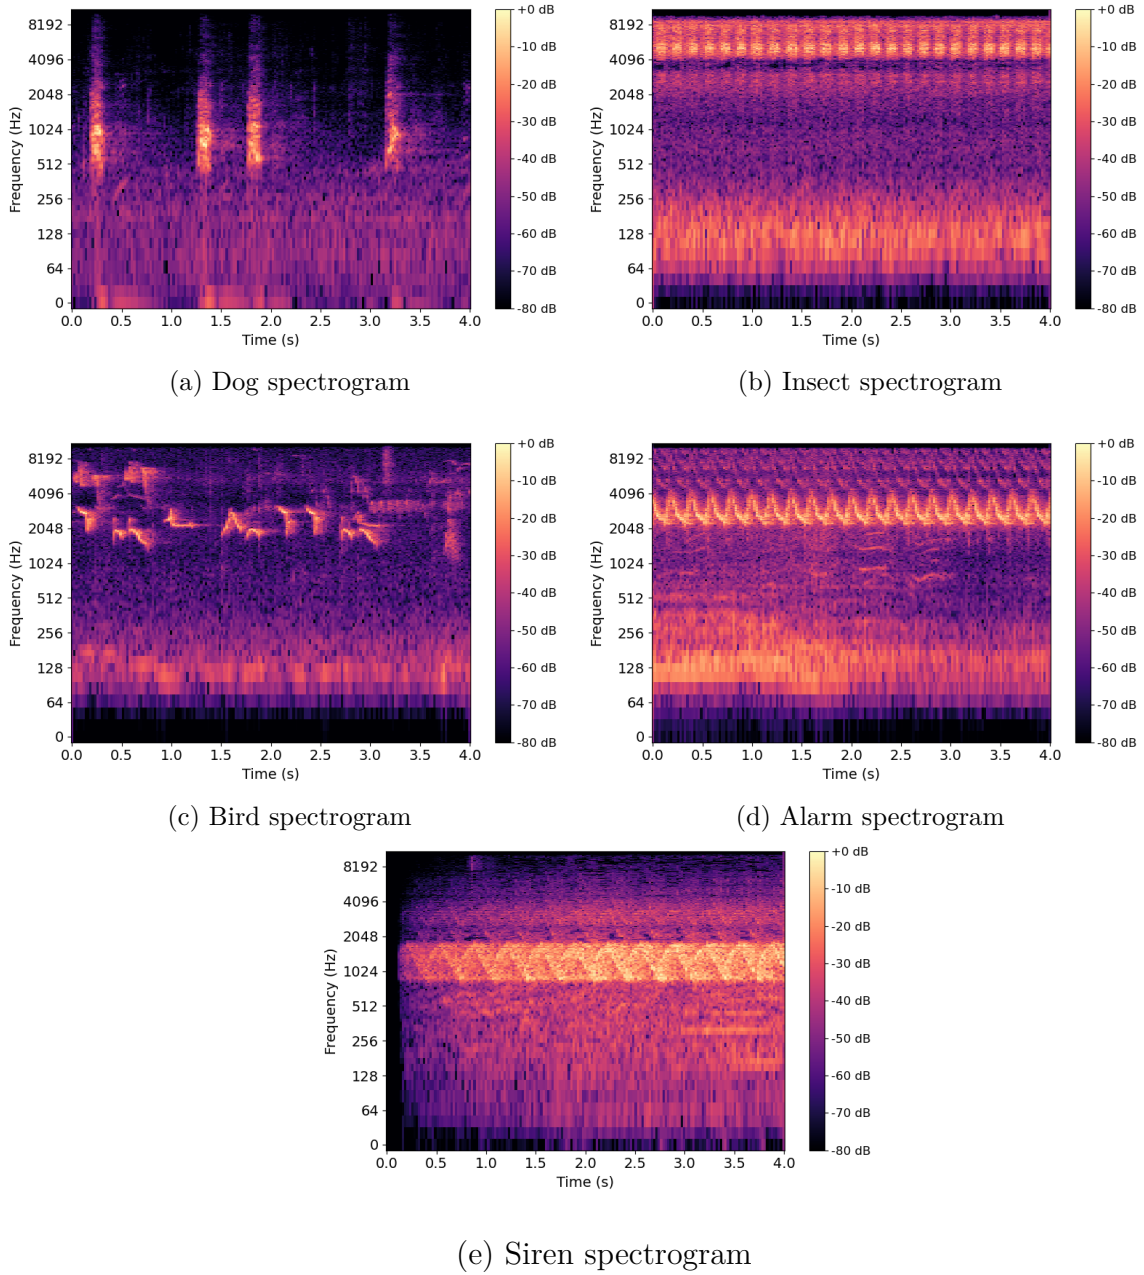 8192
4096
2048
1024
512
256
128
64
0
Frequency (Hz)
0.0 0.5 1.0 1.5 2.0 2.5 3.0 3.5 4.0
Time (s)
+0 dB
-10 dB
-20 dB
-30 dB
-40 dB
-50 dB
-60 dB
-70 dB
-80 dB
(a) Dog spectrogram
8192
4096
2048
1024
512
256
128
64
0
Frequency (Hz)
0.0 0.5 1.0 1.5 2.0 2.5 3.0 3.5 4.0
Time (s)
+0 dB
-10 dB
-20 dB
-30 dB
-40 dB
-50 dB
-60 dB
-70 dB
-80 dB
(b) Insect spectrogram
8192
4096
2048
1024
512
256
128
64
0
Frequency (Hz)
0.0 0.5 1.0 1.5 2.0 2.5 3.0 3.5 4.0
Time (s)
+0 dB
-10 dB
-20 dB
-30 dB
-40 dB
-50 dB
-60 dB
-70 dB
-80 dB
(c) Bird spectrogram
8192
4096
2048
1024
512
256
128
64
0
Frequency (Hz)
0.0 0.5 1.0 1.5 2.0 2.5 3.0 3.5 4.0
Time (s)
+0 dB
-10 dB
-20 dB
-30 dB
-40 dB
-50 dB
-60 dB
-70 dB
-80 dB
(d) Alarm spectrogram
8192
4096
2048
1024
512
256
128
64
0
Frequency (Hz)
0.0 0.5 1.0 1.5 2.0 2.5 3.0 3.5 4.0
Time (s)
+0 dB
-10 dB
-20 dB
-30 dB
-40 dB
-50 dB
-60 dB
-70 dB
-80 dB
(e) Siren spectrogram